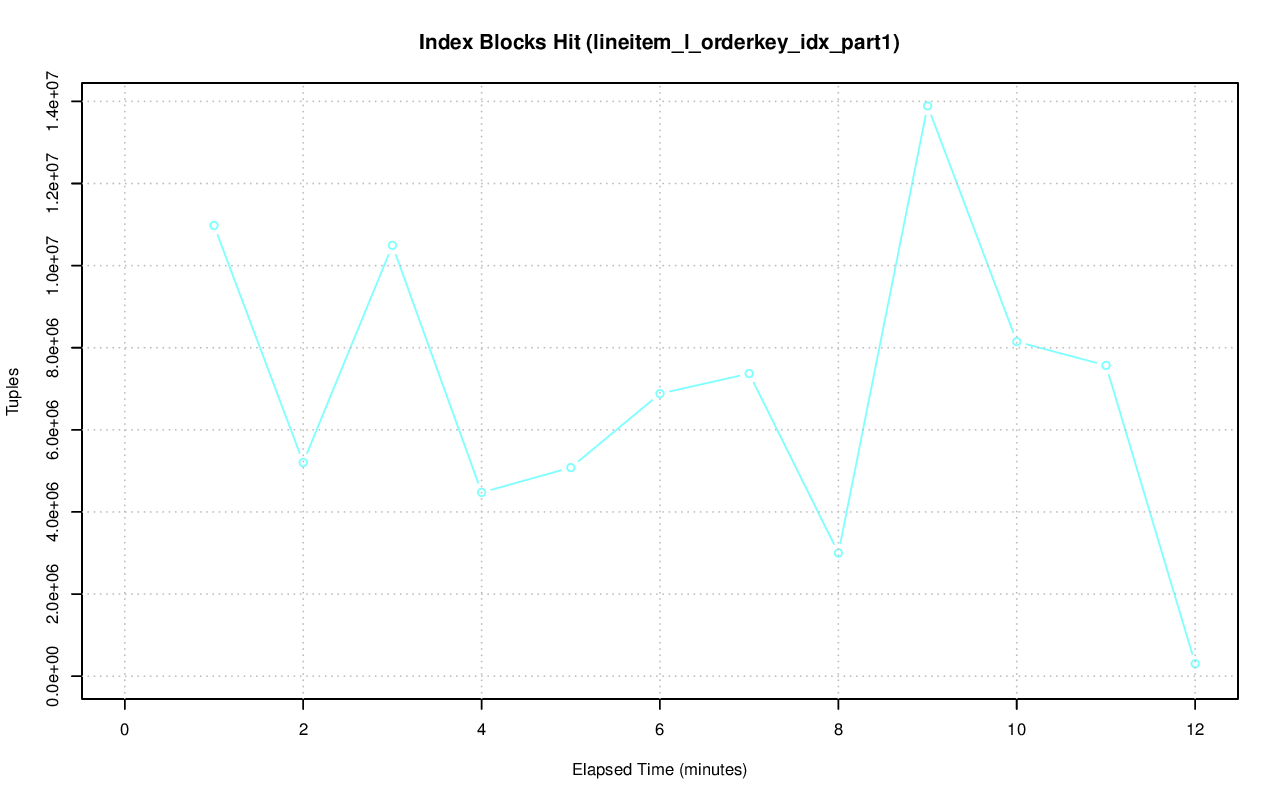 Index Blocks Hit (lineitem_l_orderkey_idx_part1)
Tuples
1.4e+07
1.2e+07
1.0e+07
8.0e+06
6.0e+06
4.0e+06
2.0e+06
0.0e+00
0 2 4 6 8 10 12
Elapsed Time (minutes)